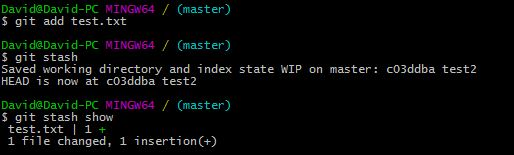 David@David-PC MINGW64 / (master)
$ git add test.txt
David@David-PC MINGW64 / (master)
$ git stash
Saved working directory and index state WIP on master: c03ddba test2
HEAD is now at c03ddba test2
David@David-PC MINGW64 / (master)
$ git stash show
test.txt | 1 +
1 file changed, 1 insertion(+)